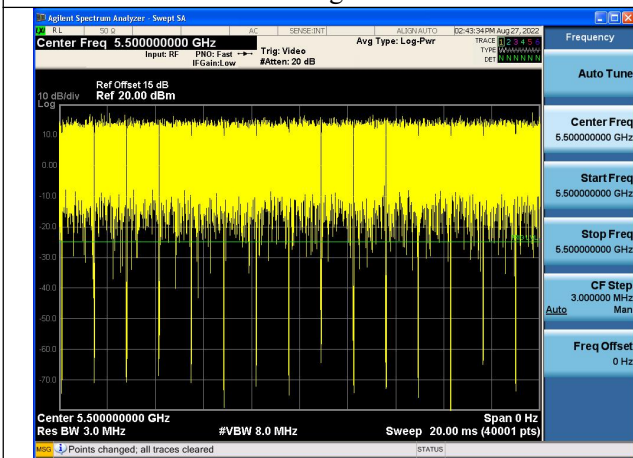 Agilent Spectrum Analyzer - Swept SA
RL 50 Ω AC SENSE:INT ALIGN AUTO 02:43:34 PM Aug 27, 2022
Center Freq 5.500000000 GHz
Input: RF PNO: Fast
IFGain:Low
Trig: Video
#Atten: 20 dB
Avg Type: Log-Pwr
TRACE 1 2 3 4 5 6
TYPE
DET N N N N N N
Ref Offset 15 dB
10 dB/div Ref 20.00 dBm
Log
10.0
0.00
-10.0
-20.0
-30.0
-40.0
-50.0
-60.0
-70.0
Center 5.500000000 GHz Span 0 Hz
Res BW 3.0 MHz #VBW 8.0 MHz Sweep 20.00 ms (40001 pts)
MSG Points changed; all traces cleared STATUS
Frequency
Auto Tune
Center Freq
5.500000000 GHz
Start Freq
5.500000000 GHz
Stop Freq
5.500000000 GHz
CF Step
3.000000 MHz
Auto Man
Freq Offset
0 Hz